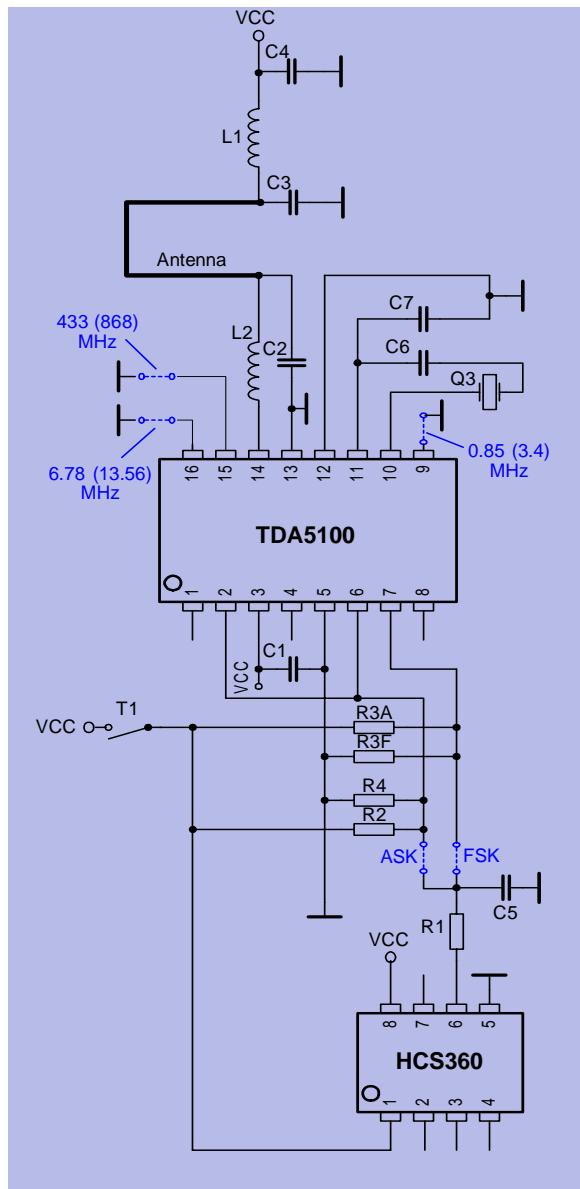 VCC
C4
L1
C3
Antenna
433 (868)
MHz
L2
C2
C7
C6
Q3
6.78 (13.56)
MHz
0.85 (3.4)
MHz
16 15 14 13 12 11 10 9
TDA5100
1 2 3 4 5 6 7 8
C1
VCC
T1
VCC
R3A
R3F
R4
R2
ASK
FSK
C5
R1
VCC
8 7 6 5
HCS360
1 2 3 4